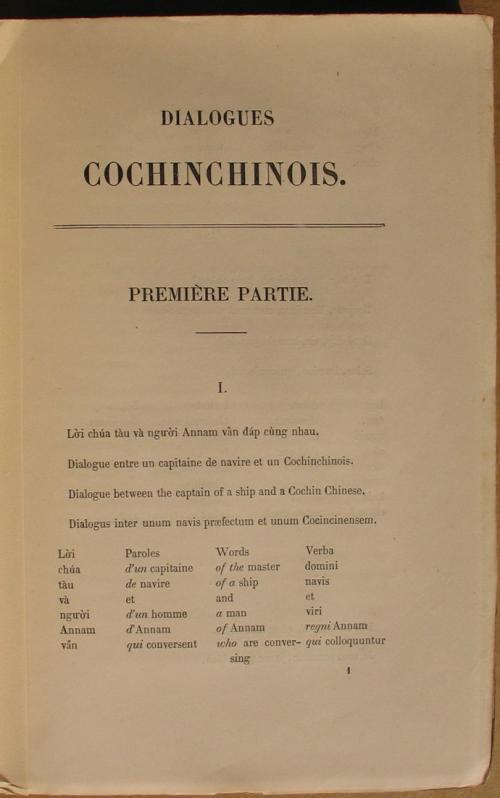 DIALOGUES
COCHINCHINOIS.
PREMIÈRE PARTIE.
I.
Lời chúa tàu và người Annam vấn đáp cùng nhau.
Dialogue entre un capitaine de navire et un Cochinchinois.
Dialogue between the captain of a ship and a Cochin Chinese.
Dialogus inter unum navis præfectum et unum Cocincinensem.
Lời Paroles Words Verba
chúa d'un capitaine of the master domini
tàu de navire of a ship navis
và et and et
người d'un homme a man viri
Annam d'Annam of Annam regni Annam
vấn qui conversent who are conver- qui colloquuntur
sing
1